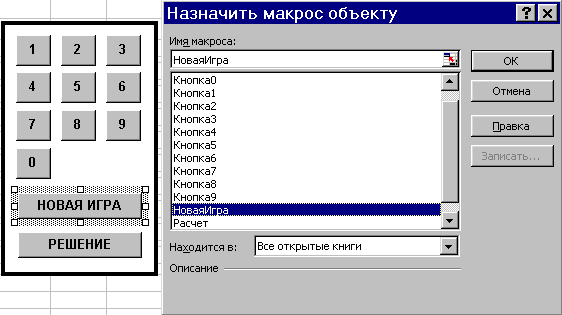 1 2 3
4 5 6
7 8 9
0
НОВАЯ ИГРА
РЕШЕНИЕ
Назначить макрос объекту
Имя макроса:
НоваяИгра
Кнопка0
Кнопка1
Кнопка2
Кнопка3
Кнопка4
Кнопка5
Кнопка6
Кнопка7
Кнопка8
Кнопка9
НоваяИгра
Расчет
Находится в: Все открытые книги
Описание
ОК
Отмена
Правка
Записать...